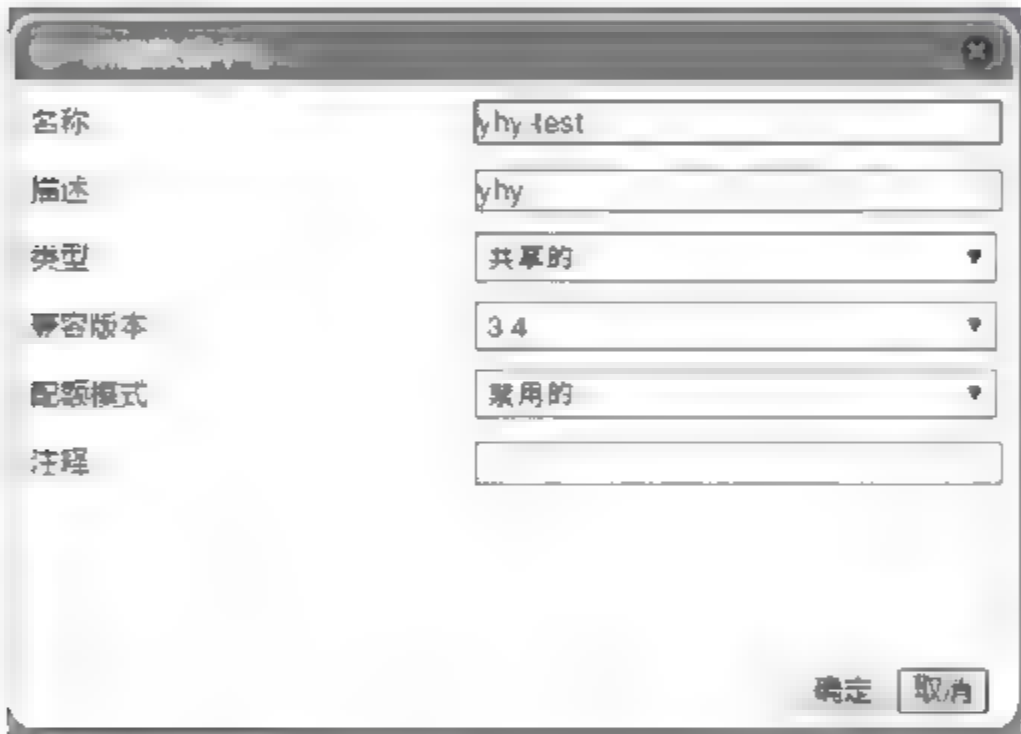 名称 yhy-test
描述 yhy
类型 共享的
兼容版本 3.4
配额模式 禁用的
注释
确定 取消